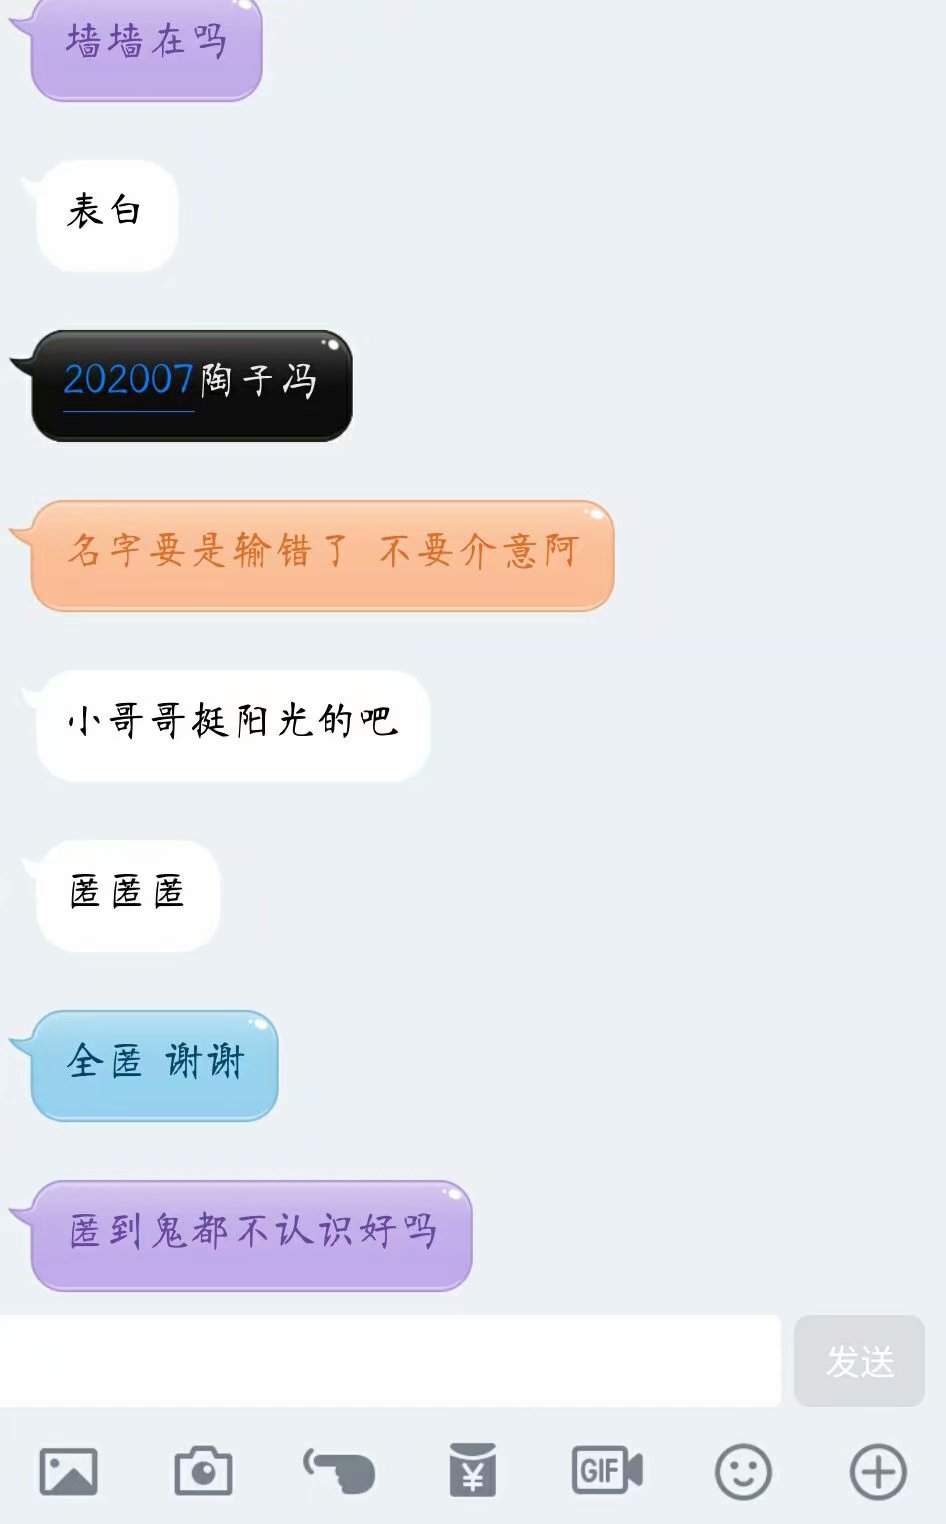 墙墙在吗
表白
202007陶子冯
名字要是输错了 不要介意阿
小哥哥挺阳光的吧
匿匿匿
全匿 谢谢
匿到鬼都不认识好吗
发送
GIF